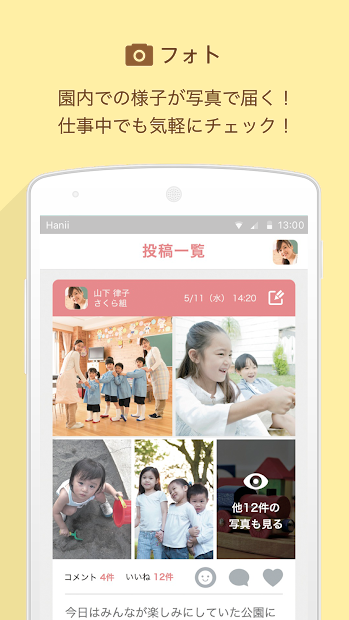 フォト
園内での様子が写真で届く！
仕事中でも気軽にチェック！
Hanii 13:00
投稿一覧
山下 律子
さくら組
5/11（水） 14:20
他12件の
写真も見る
コメント 4件 いいね 12件
今日はみんなが楽しみにしていた公園に